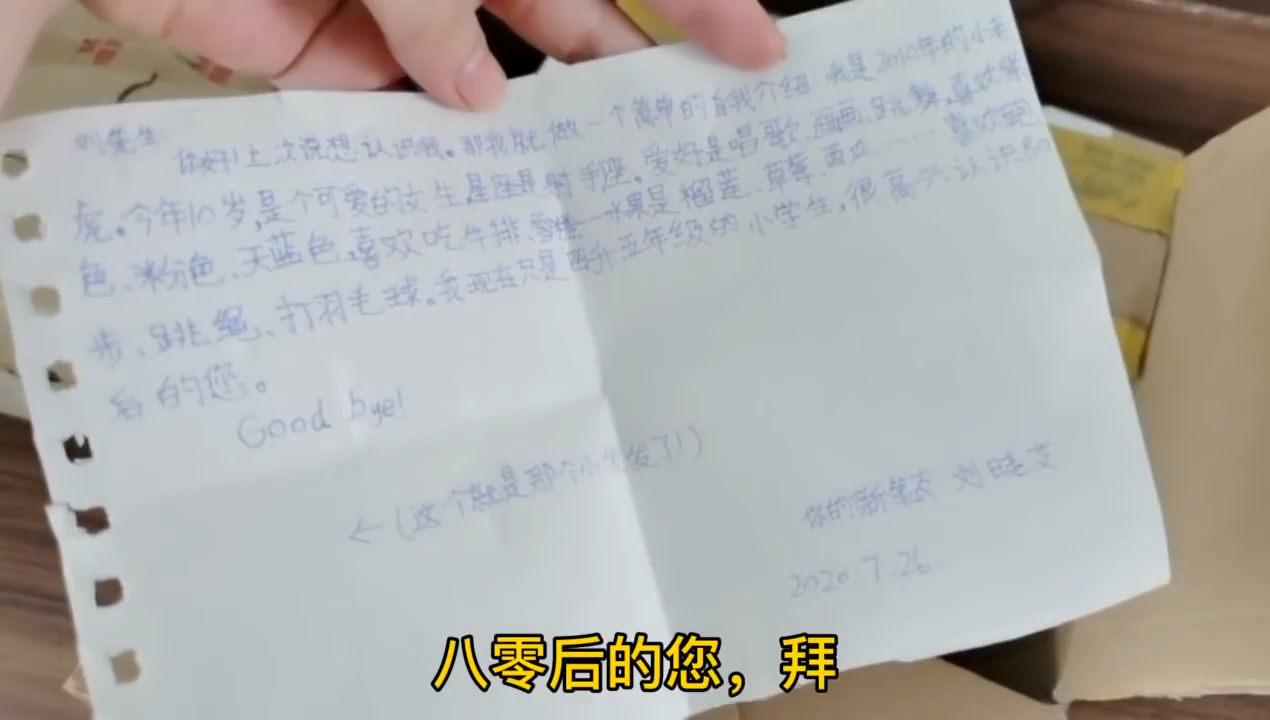 刘先生
你好!上次说想认识我。那我就做一个简单的自我介绍 我是2010年的小老
虎。今年10岁,是个可爱的女生,星座是射手座。爱好是唱歌、画画、跳舞,喜欢紫
色、粉色、天蓝色,喜欢吃牛排、雪糕 水果是榴莲、草莓、西瓜…… 喜欢跑
步、跳绳、打羽毛球。我现在只是四升五年级的小学生,很高兴认识80
后的您。
Good bye!
←(这个就是那个小发了!)
你的新笔友 刘晓艾
2020.7.26
八零后的您，拜